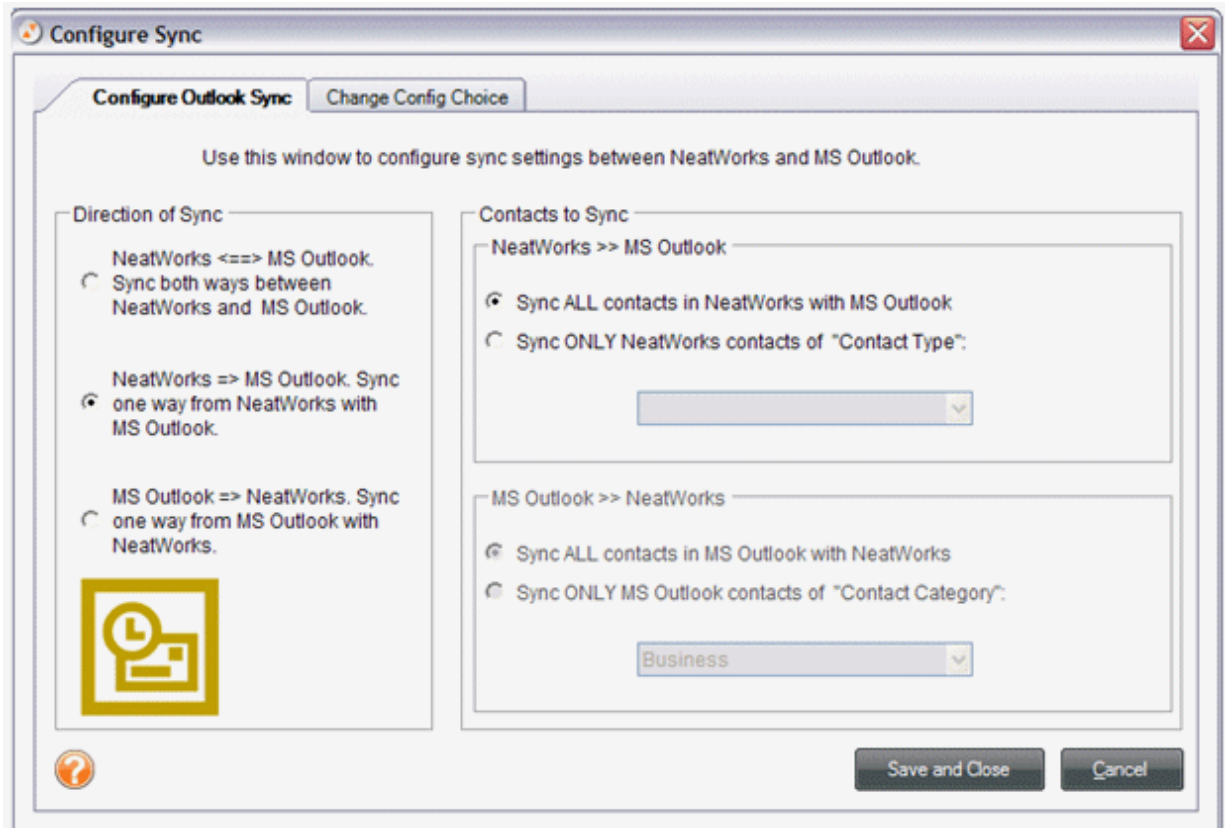 Configure Sync
Configure Outlook Sync
Change Config Choice
Use this window to configure sync settings between NeatWorks and MS Outlook.
Direction of Sync
NeatWorks <==> MS Outlook.
Sync both ways between
NeatWorks and  MS Outlook.
NeatWorks => MS Outlook. Sync
one way from NeatWorks with
MS Outlook.
MS Outlook => NeatWorks. Sync
one way from MS Outlook with
NeatWorks.
Contacts to Sync
NeatWorks >> MS Outlook
Sync ALL contacts in NeatWorks with MS Outlook
Sync ONLY NeatWorks contacts of  "Contact Type":
MS Outlook >> NeatWorks
Sync ALL contacts in MS Outlook with NeatWorks
Sync ONLY MS Outlook contacts of  "Contact Category":
Business
?
Save and Close
Cancel